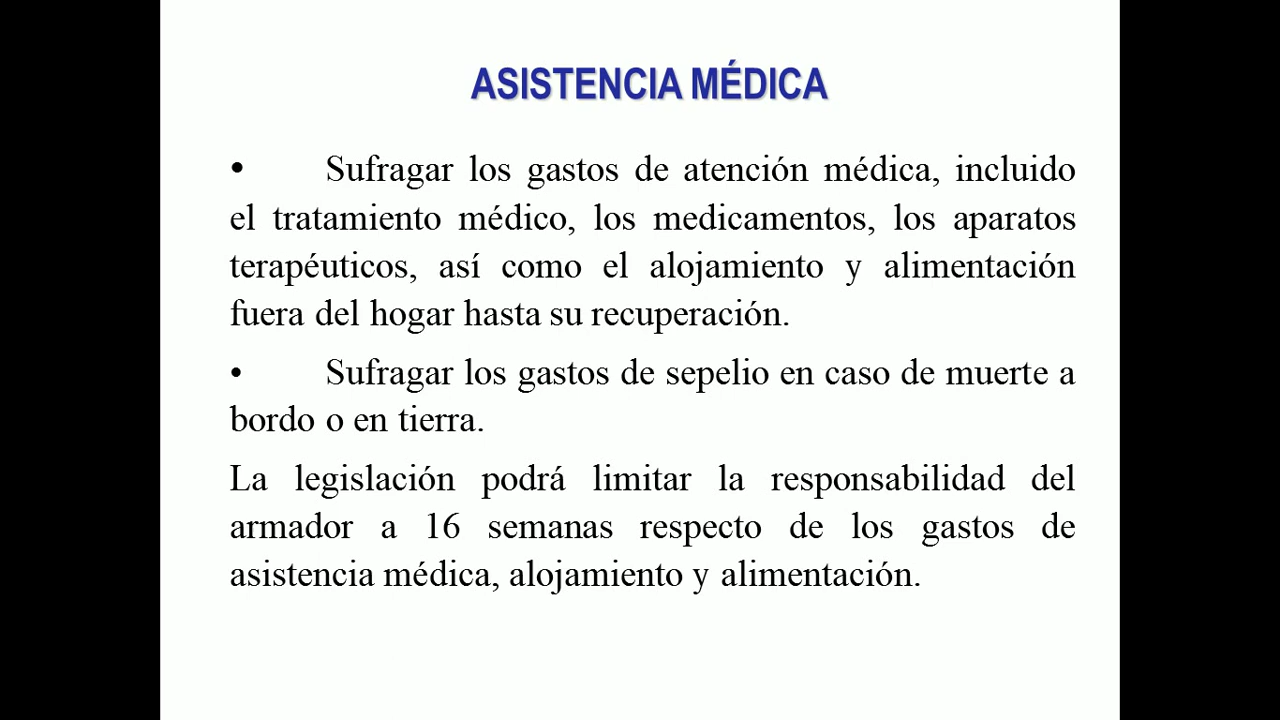 ASISTENCIA MÉDICA
• Sufragar los gastos de atención médica, incluido
el tratamiento médico, los medicamentos, los aparatos
terapéuticos, así como el alojamiento y alimentación
fuera del hogar hasta su recuperación.
• Sufragar los gastos de sepelio en caso de muerte a
bordo o en tierra.
La legislación podrá limitar la responsabilidad del
armador a 16 semanas respecto de los gastos de
asistencia médica, alojamiento y alimentación.